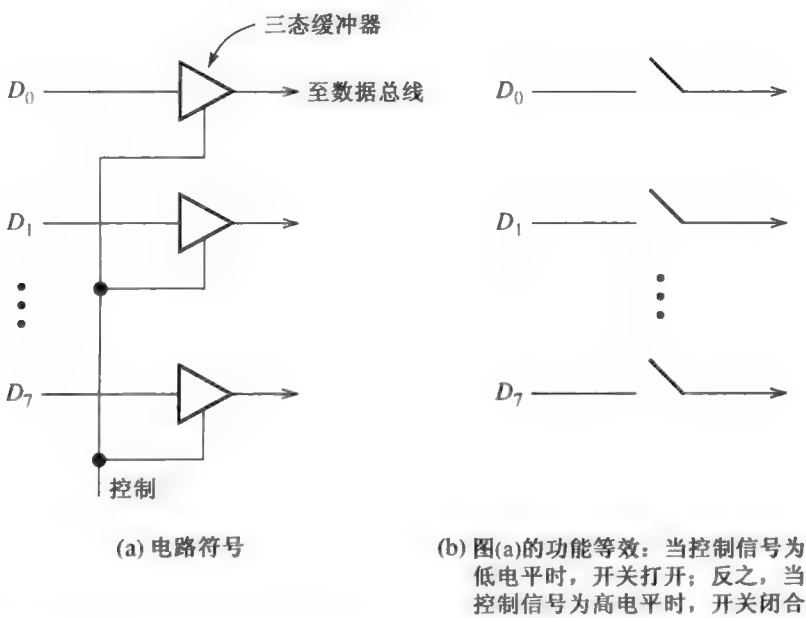 三态缓冲器
D₀
至数据总线
D₁
D₇
控制
(a) 电路符号
D₀
D₁
D₇
(b) 图(a)的功能等效：当控制信号为
低电平时，开关打开；反之，当
控制信号为高电平时，开关闭合